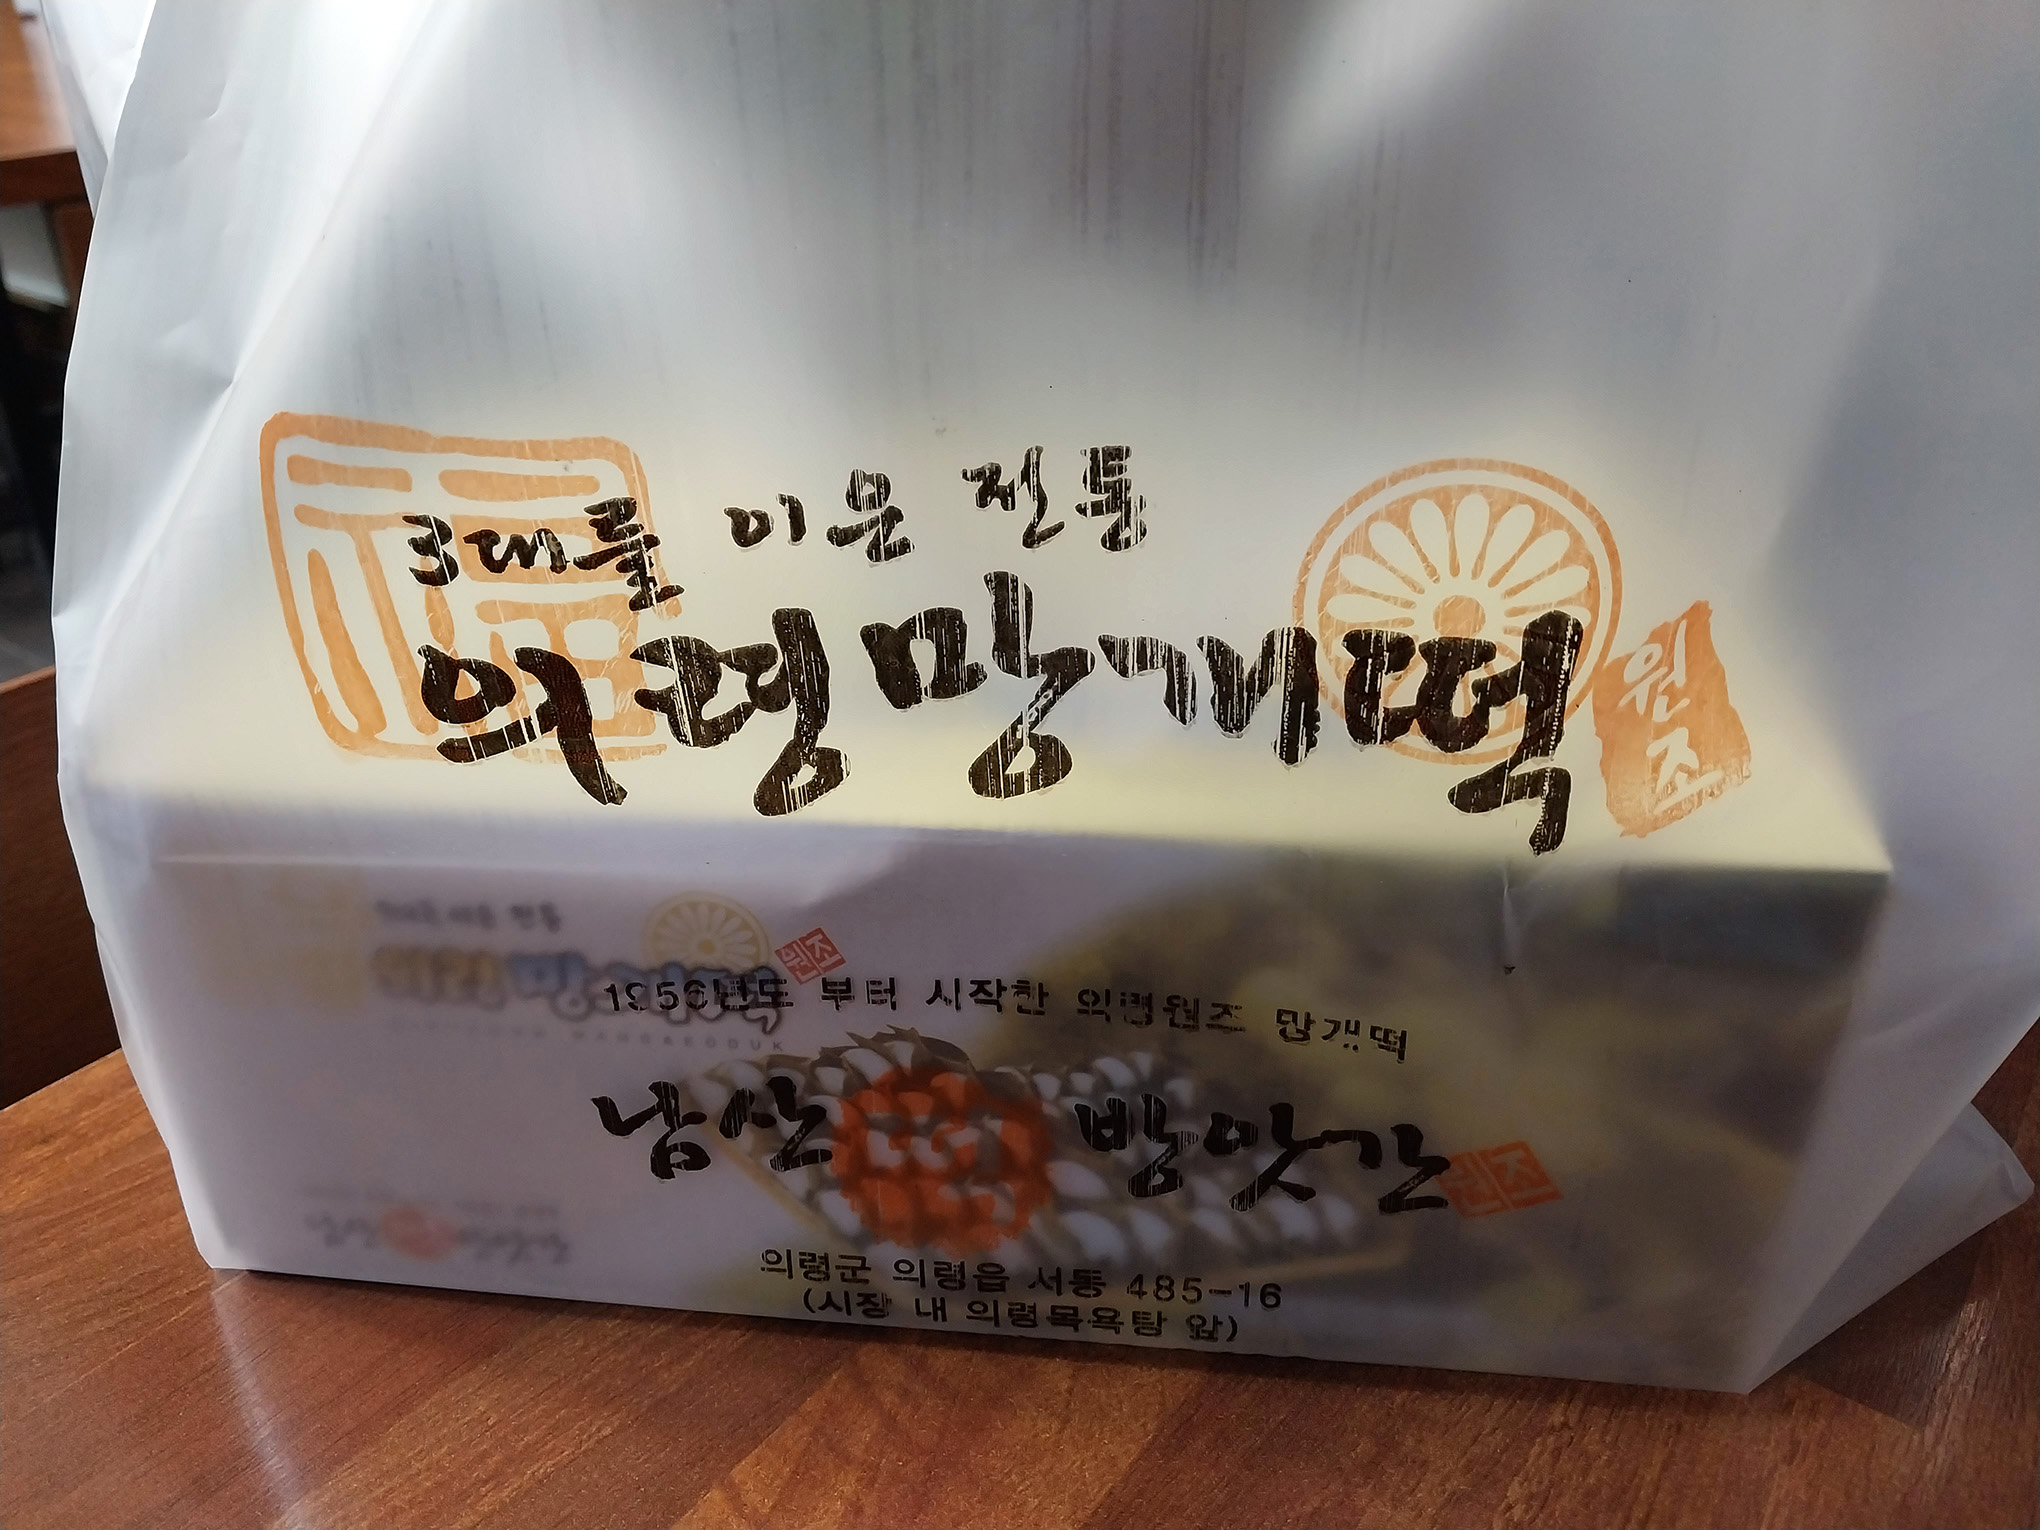 3대를 이은 전통
의령망개떡
원조
원조
1956년도 부터 시작한 의령원조 망개떡
남산 떡 방앗간
원조
의령군 의령읍 서동 485-16
(시장 내 의령목욕탕 앞)